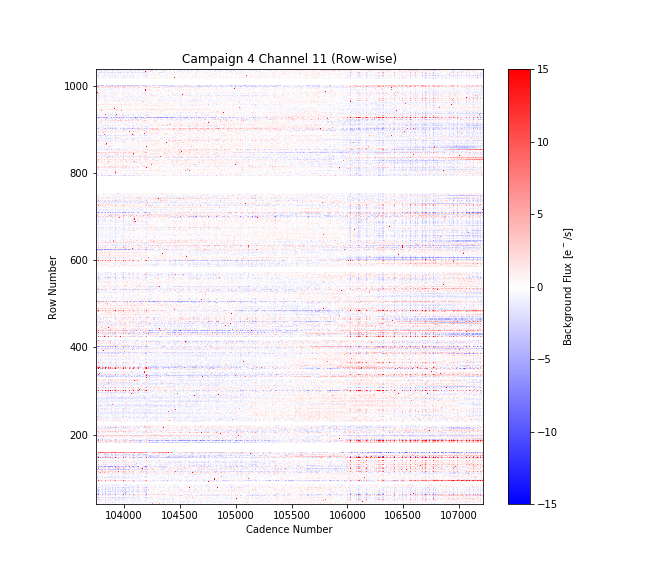 Campaign 4 Channel 11 (Row-wise)
1000
800
600
400
200
Row Number
104000 104500 105000 105500 106000 106500 107000
Cadence Number
15
10
5
0
−5
−10
−15
Background Flux [e⁻/s]